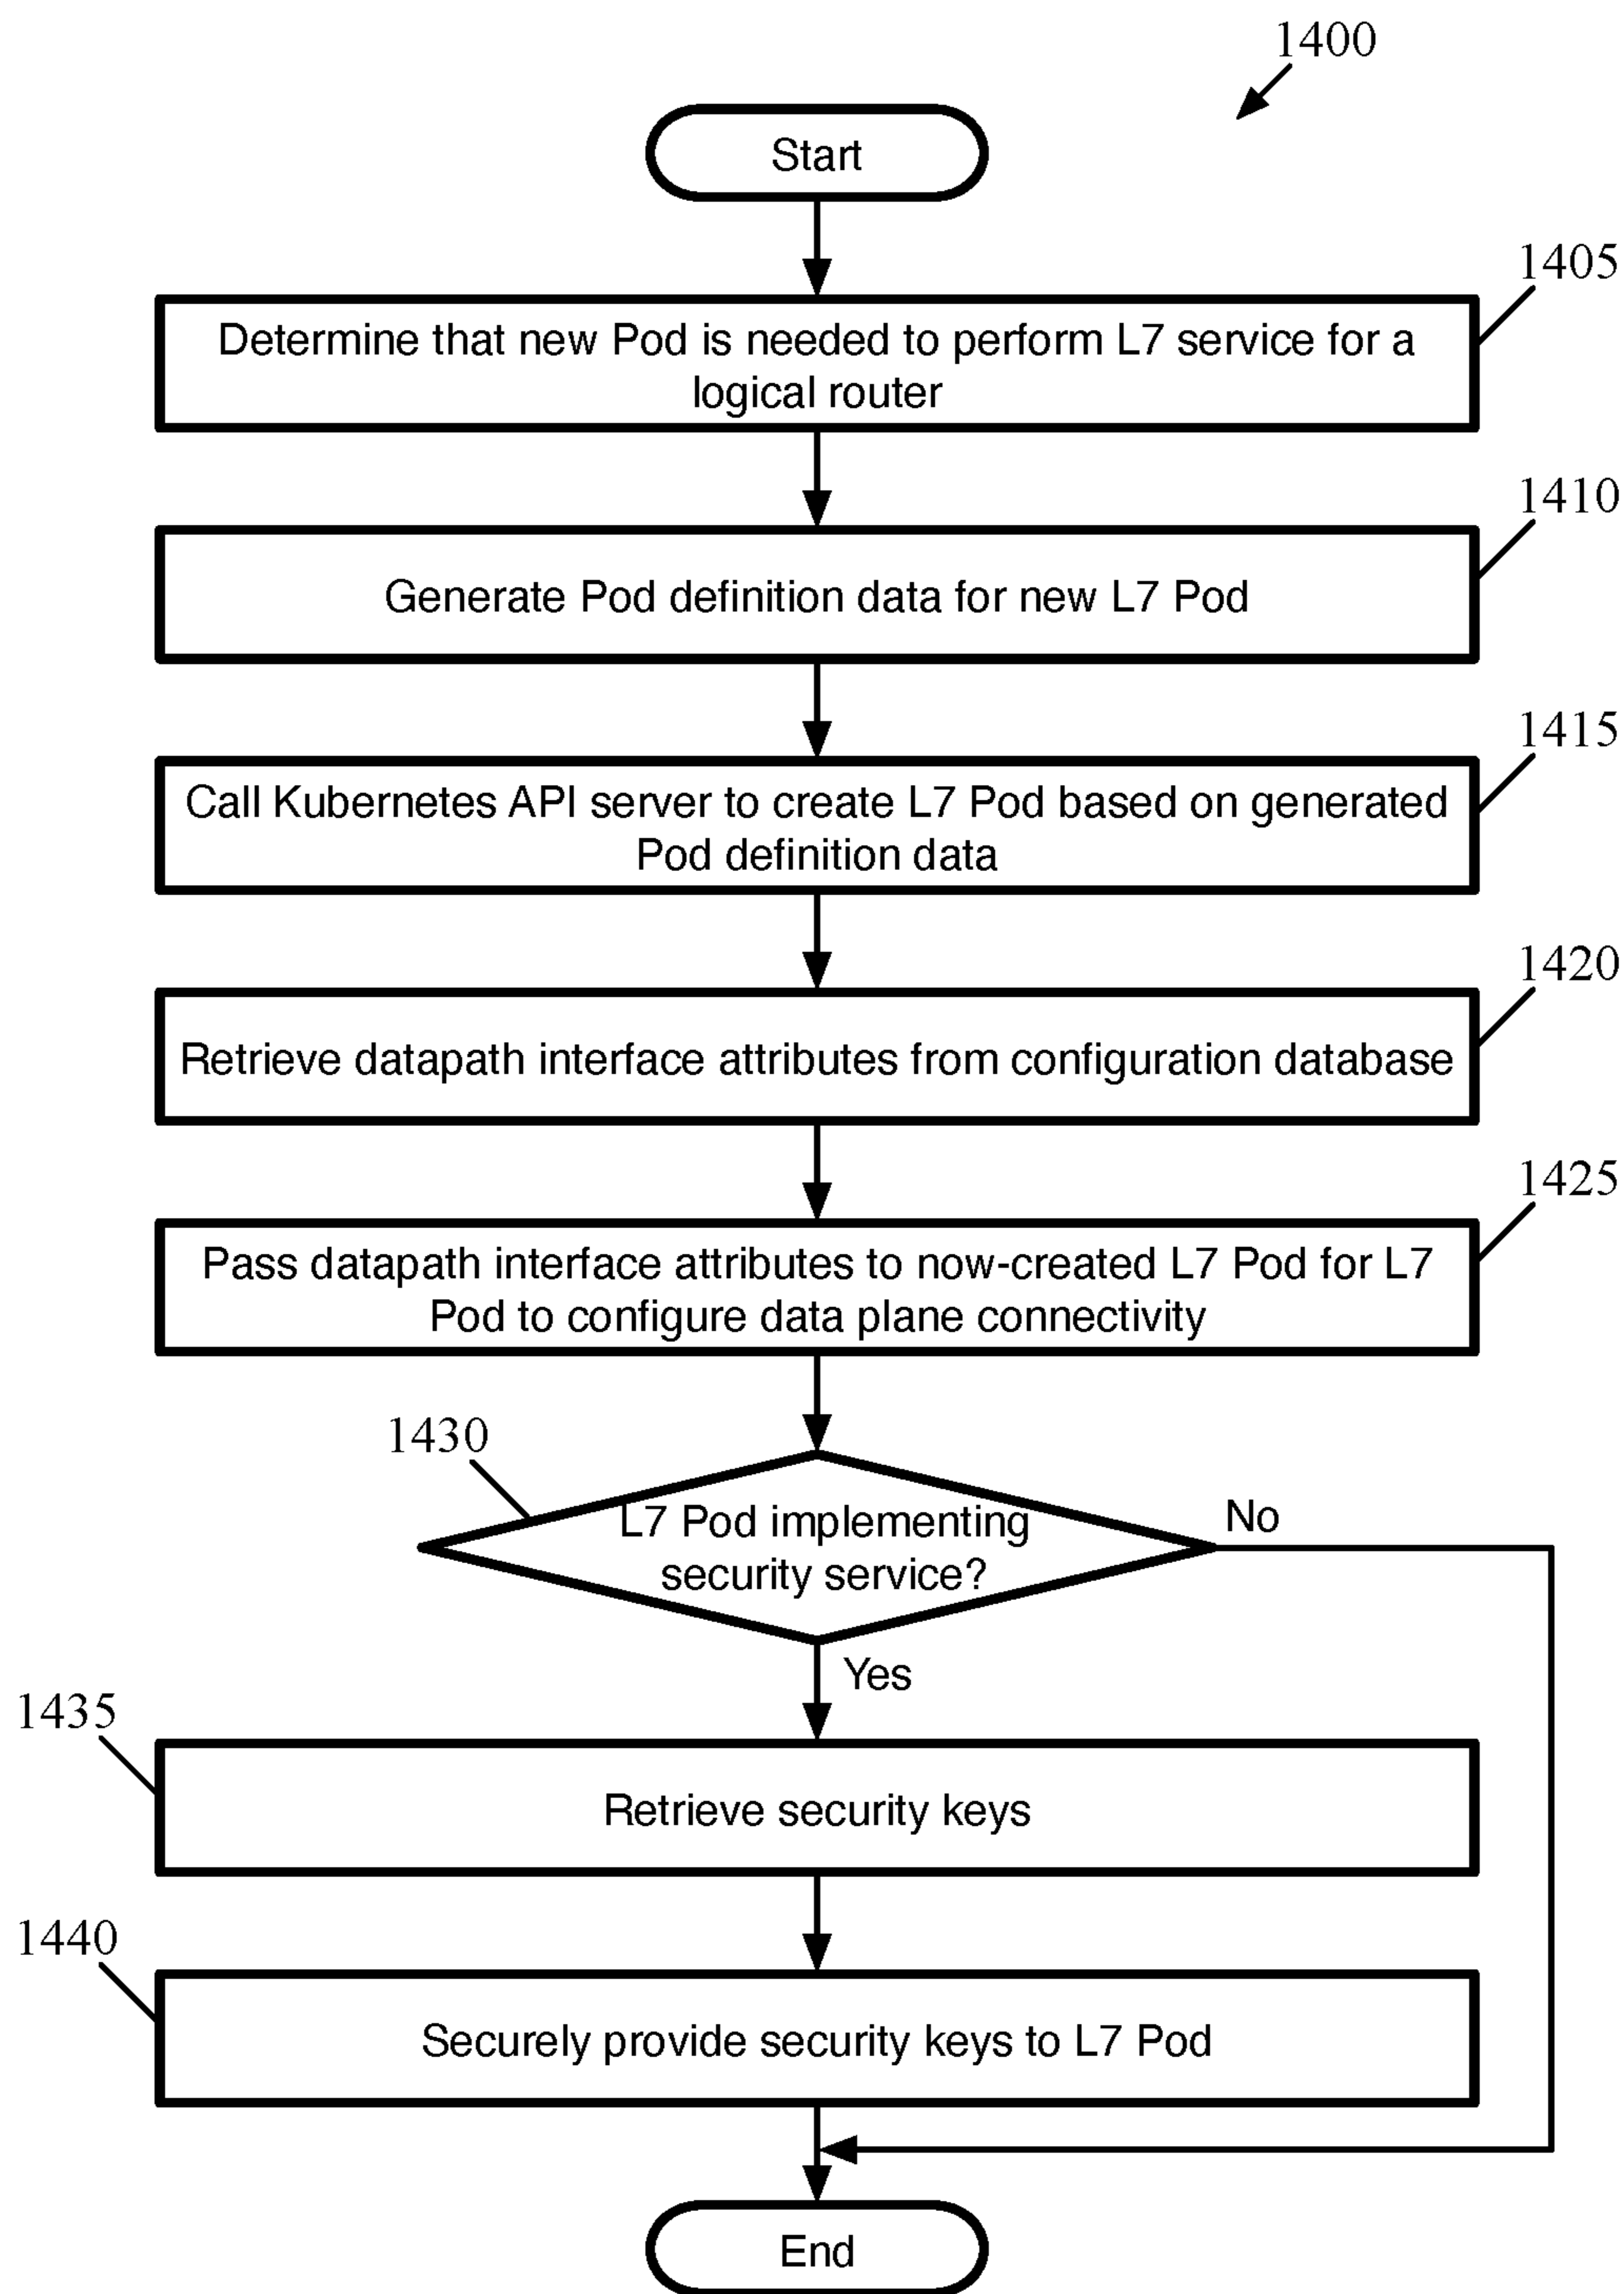 1400
Start
1405
Determine that new Pod is needed to perform L7 service for a
logical router
1410
Generate Pod definition data for new L7 Pod
1415
Call Kubernetes API server to create L7 Pod based on generated
Pod definition data
1420
Retrieve datapath interface attributes from configuration database
1425
Pass datapath interface attributes to now-created L7 Pod for L7
Pod to configure data plane connectivity
1430
L7 Pod implementing
security service?
No
Yes
1435
Retrieve security keys
1440
Securely provide security keys to L7 Pod
End